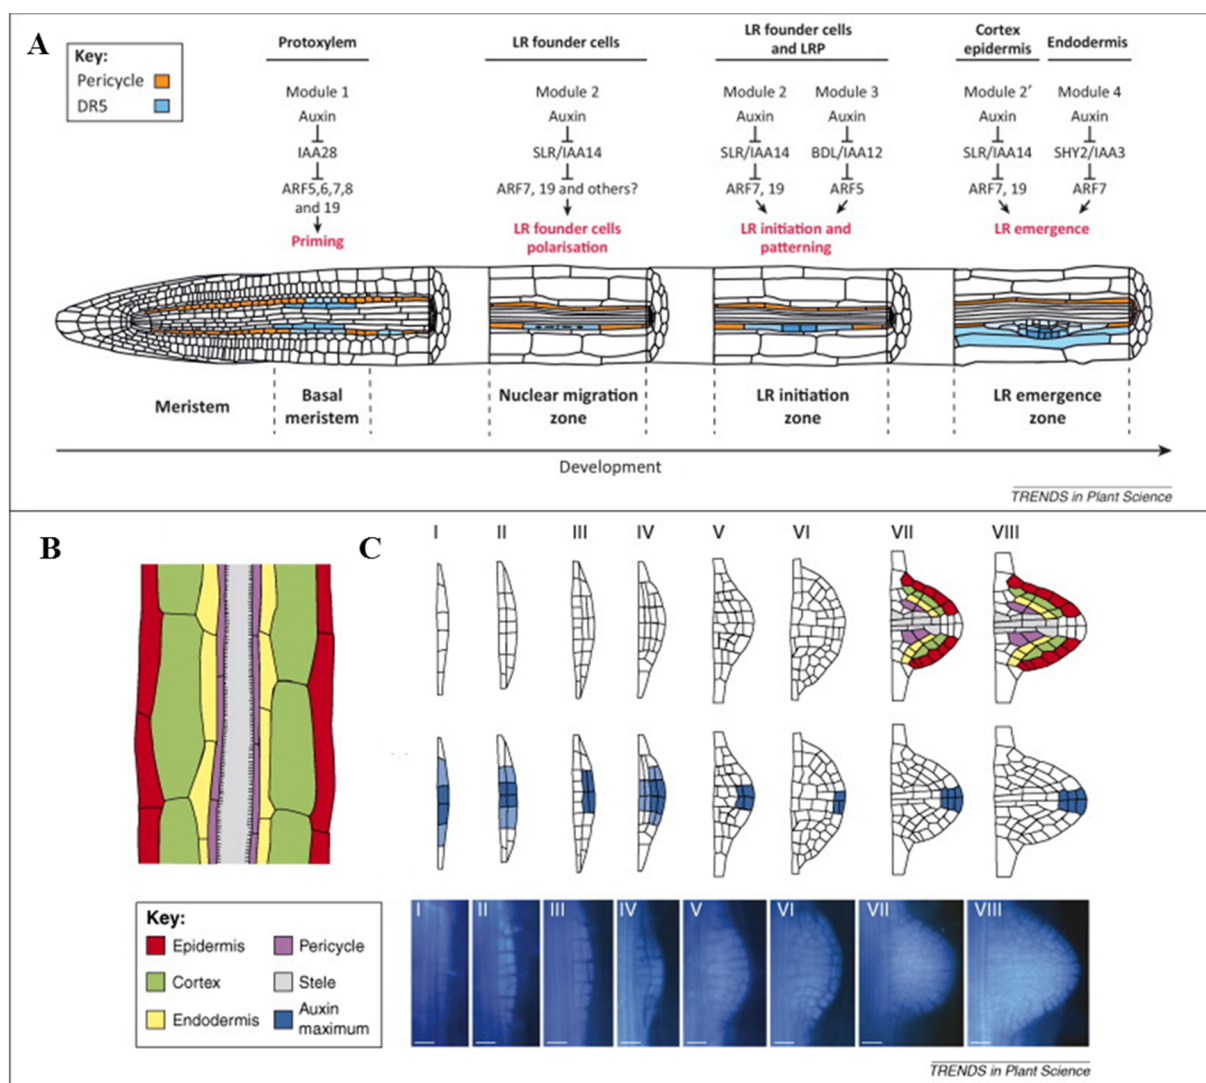 A
Key:
Pericycle
DR5
Protoxylem
Module 1
Auxin
IAA28
ARF5,6,7,8
and 19
Priming
LR founder cells
Module 2
Auxin
SLR/IAA14
ARF7, 19 and others?
LR founder cells
polarisation
LR founder cells
and LRP
Module 2 Module 3
Auxin Auxin
SLR/IAA14 BDL/IAA12
ARF7, 19 ARF5
LR initiation and
patterning
Cortex
epidermis
Endodermis
Module 2′ Module 4
Auxin Auxin
SLR/IAA14 SHY2/IAA3
ARF7, 19 ARF7
LR emergence
Meristem
Basal
meristem
Nuclear migration
zone
LR initiation
zone
LR emergence
zone
Development
TRENDS in Plant Science
B
C
I II III IV V VI VII VIII
Key:
Epidermis
Cortex
Endodermis
Pericycle
Stele
Auxin
maximum
I II III IV V VI VII VIII
TRENDS in Plant Science